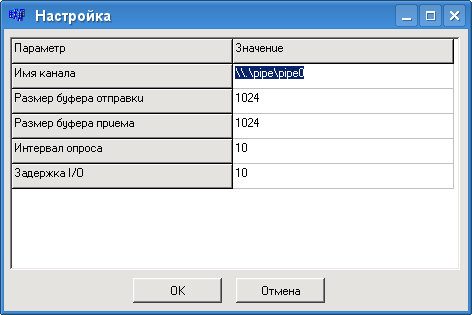 Настройка
Параметр Значение
Имя канала \\.\pipe\pipe0
Размер буфера отправки 1024
Размер буфера приема 1024
Интервал опроса 10
Задержка I/O 10
OK Отмена